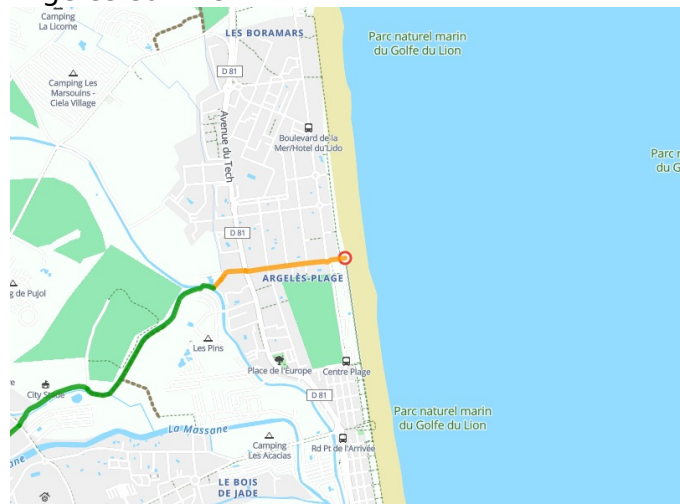 Camping
La Licorne
LES BORAMARS
Parc naturel marin
du Golfe du Lion
D 81
Camping Les
Marsouins -
Ciela Village
Avenue du Tech
Boulevard de la
Mer/Hotel du Lido
Parc
du G
D 81
ARGELÈS-PLAGE
g de Pujol
Les Pins
Place de l'Europe
Centre Plage
City Stade
D 81
Parc naturel marin
du Golfe du Lion
La Massane
Camping
Les Acacias
Rd Pt de l'Arrivée
LE BOIS
DE JADE